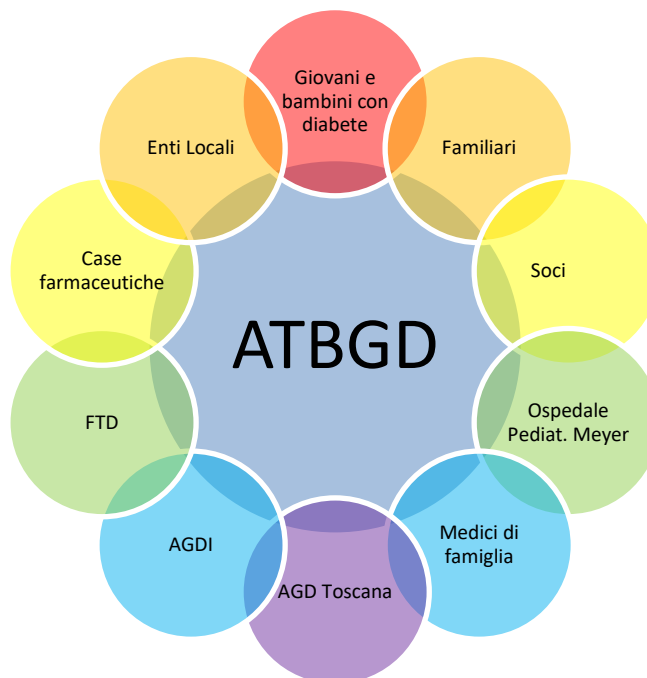 Giovani e
bambini con
diabete
Enti Locali
Familiari
Case
farmaceutiche
Soci
ATBGD
FTD
Ospedale
Pediat. Meyer
AGDI
Medici di
famiglia
AGD Toscana